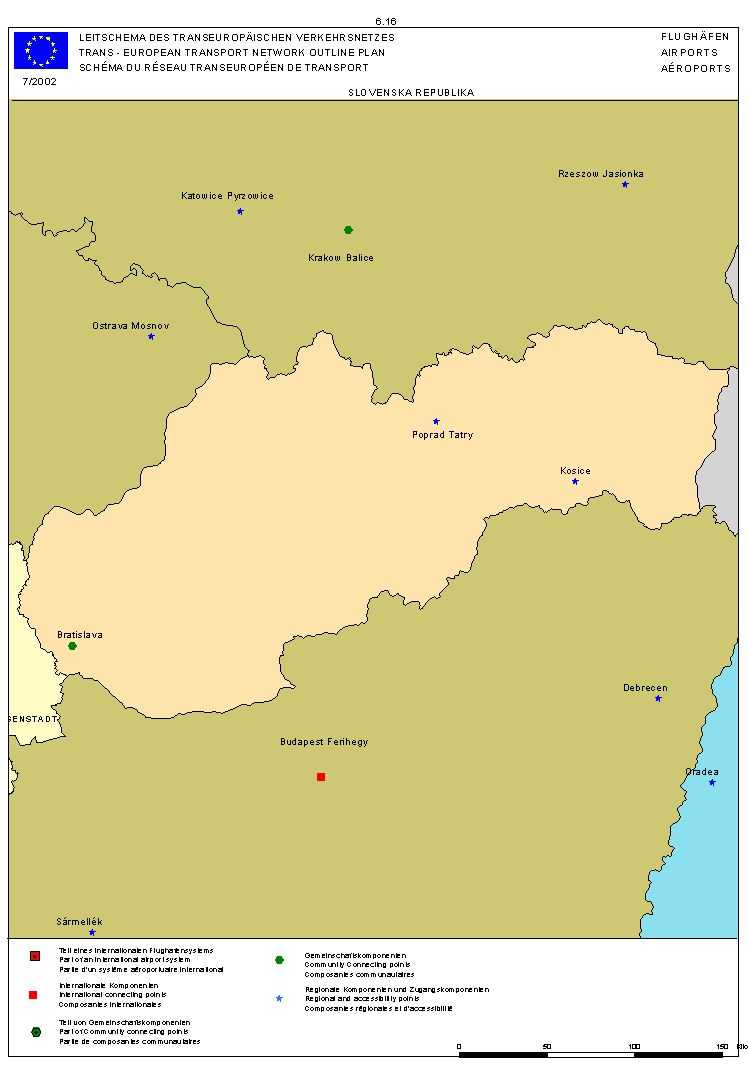 6.16
LEITSCHEMA DES TRANSEUROPÄISCHEN VERKEHRSNETZES
TRANS - EUROPEAN TRANSPORT NETWORK OUTLINE PLAN
SCHÉMA DU RÉSEAU TRANSEUROPÉEN DE TRANSPORT
FLUGHÄFEN
AIRPORTS
AÉROPORTS
7/2002
SLOVENSKA REPUBLIKA
Rzeszow Jasionka
Katowice Pyrzowice
Krakow Balice
Ostrava Mosnov
Poprad Tatry
Kosice
Bratislava
Debrecen
SENSTADT
Budapest Ferihegy
Oradea
Sármellék
Teil eines internationalen Flughafensystems
Part of an international airport system
Partie d'un système aéroportuaire international
Internationale Komponenten
International connecting points
Composantes internationales
Teil von Gemeinschaftskomponenten
Part of Community connecting points
Partie de composantes communautaires
Gemeinschaftskomponenten
Community Connecting points
Composantes communautaires
Regionale Komponenten und Zugangskomponenten
Regional and accessibility points
Composantes régionales et d'accessibilité
0 50 100 150 Kilo